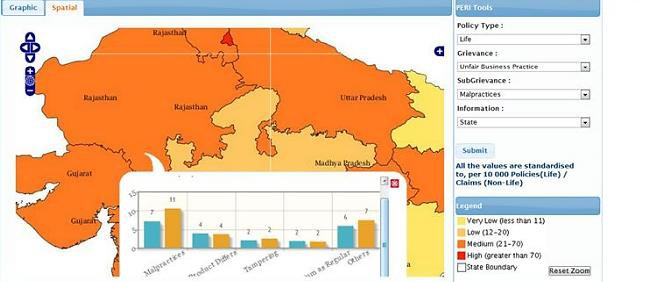 Graphic Spatial
PERI Tools
Policy Type :
Life
Grievance :
Unfair Business Practice
SubGrievance :
Malpractices
Information :
State
Submit
All the values are standardised
to, per 10 000 Policies(Life) /
Claims (Non-Life)
Legend
Very Low (less than 11)
Low (12-20)
Medium (21-70)
High (greater than 70)
State Boundary
Reset Zoom
Rajasthan
Rajasthan
Rajasthan
Uttar Pradesh
Madhya Pradesh
Gujarat
Gujarat
15
10
5
0
7 11 4 4 2 2 2 2 6 7
Malpractices
Product Differs
Tampering
um as Regular
Others